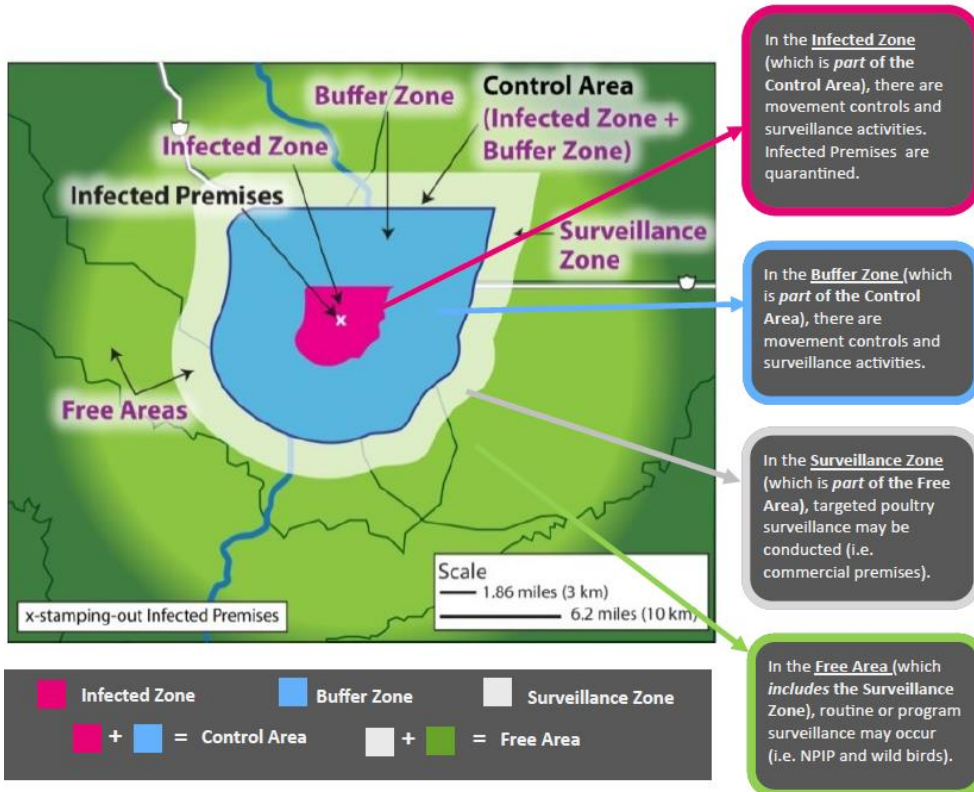 Buffer Zone
Control Area
(Infected Zone +
Buffer Zone)
Infected Zone
Infected Premises
Surveillance
Zone
Free Areas
x
Scale
1.86 miles (3 km)
6.2 miles (10 km)
x-stamping-out Infected Premises
In the Infected Zone
(which is part of the
Control Area), there are
movement controls and
surveillance activities.
Infected Premises are
quarantined.
In the Buffer Zone (which
is part of the Control
Area), there are
movement controls and
surveillance activities.
In the Surveillance Zone
(which is part of the Free
Area), targeted poultry
surveillance may be
conducted (i.e.
commercial premises).
In the Free Area (which
includes the Surveillance
Zone), routine or program
surveillance may occur
(i.e. NPIP and wild birds).
Infected Zone
Buffer Zone
Surveillance Zone
+ = Control Area
+ = Free Area